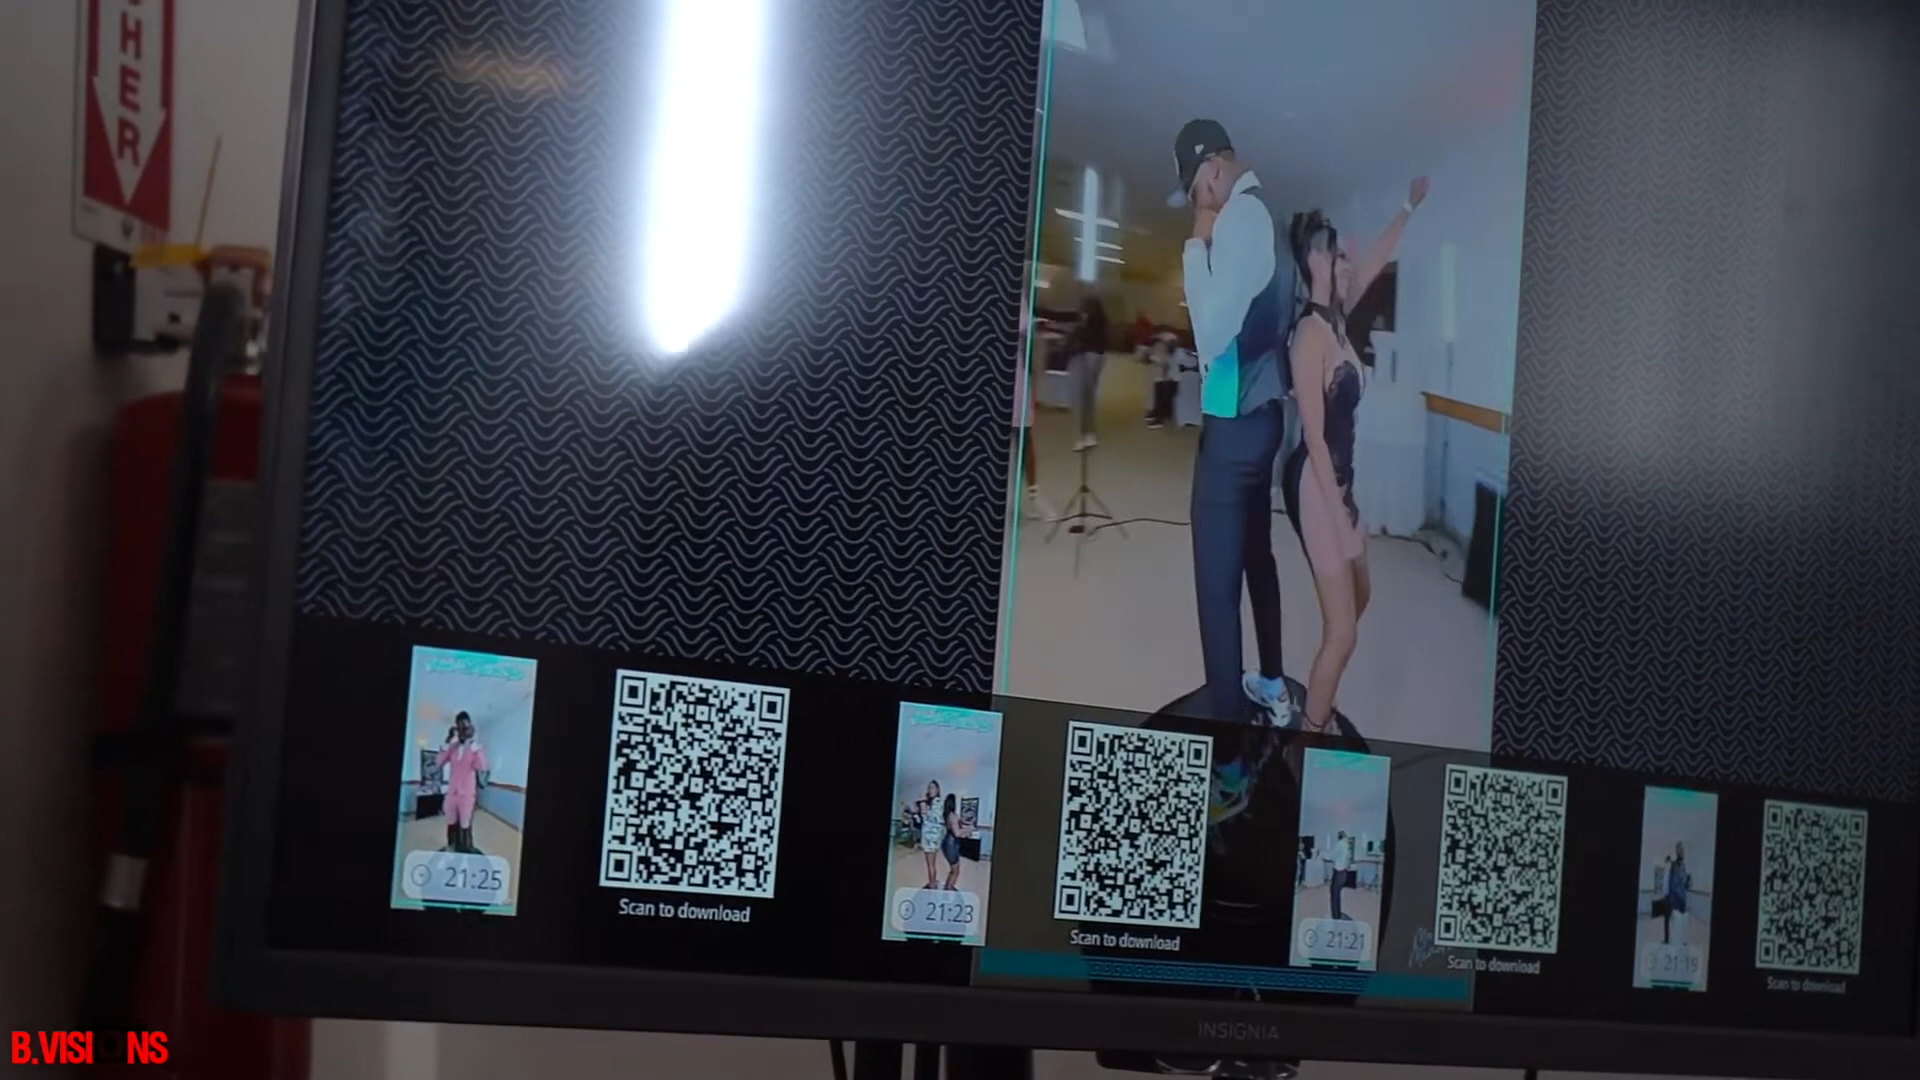 HER
21:25
Scan to download
21:23
Scan to download
21:21
Scan to download
21:19
Scan to download
INSIGNIA
B.VISIONS